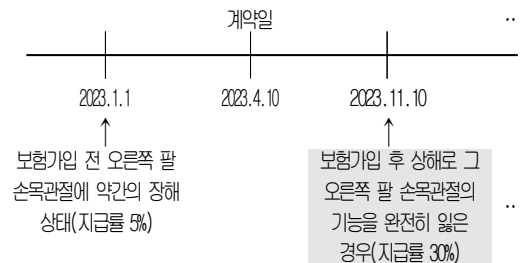 계약일
‥
2023.1.1
2023.4.10
2023.11.10
보험가입 전 오른쪽 팔
손목관절에 약간의 장해
상태(지급률 5%)
보험가입 후 상해로 그
오른쪽 팔 손목관절의
기능을 완전히 잃은
경우(지급률 30%)
‥